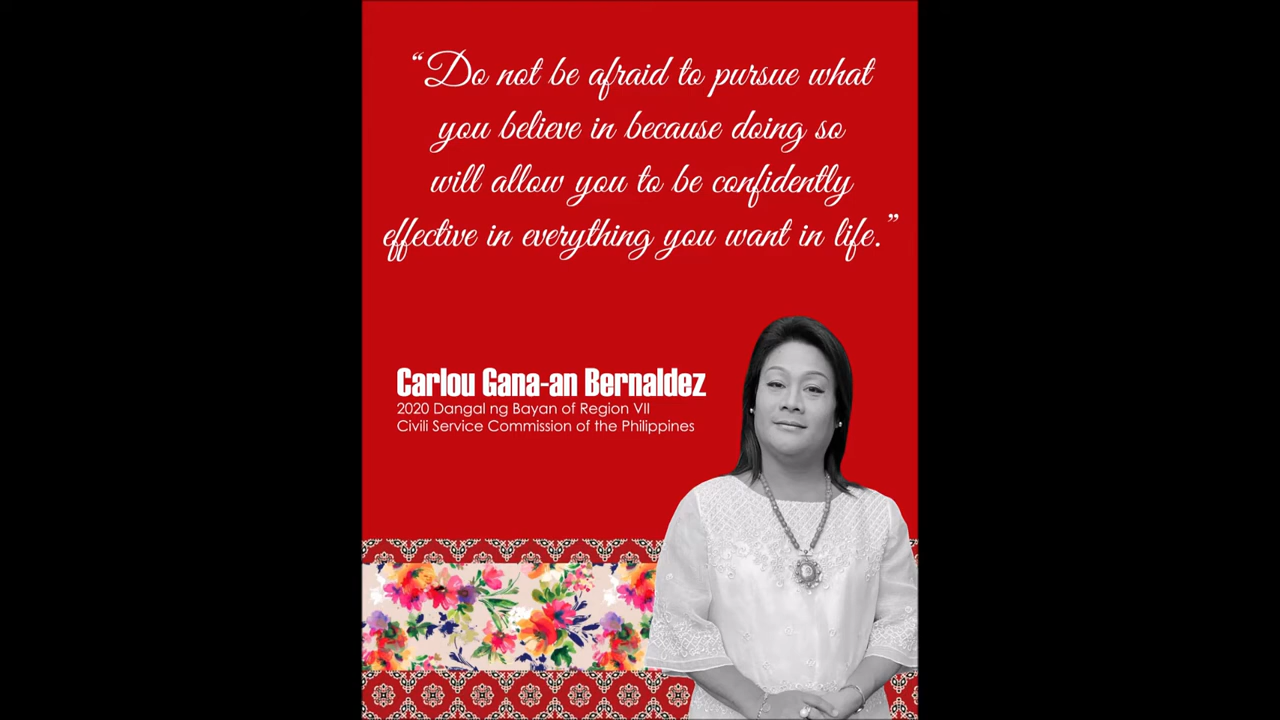 “Do not be afraid to pursue what
you believe in because doing so
will allow you to be confidently
effective in everything you want in life.”
Carlou Gana-an Bernaldez
2020 Dangal ng Bayan of Region VII
Civili Service Commission of the Philippines